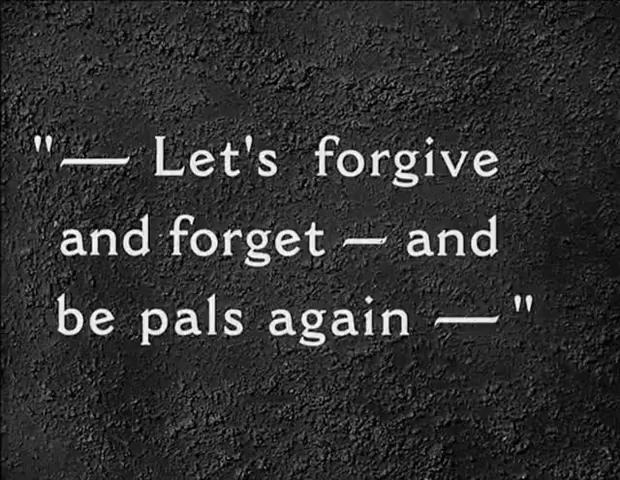 "— Let's forgive
and forget — and
be pals again —"